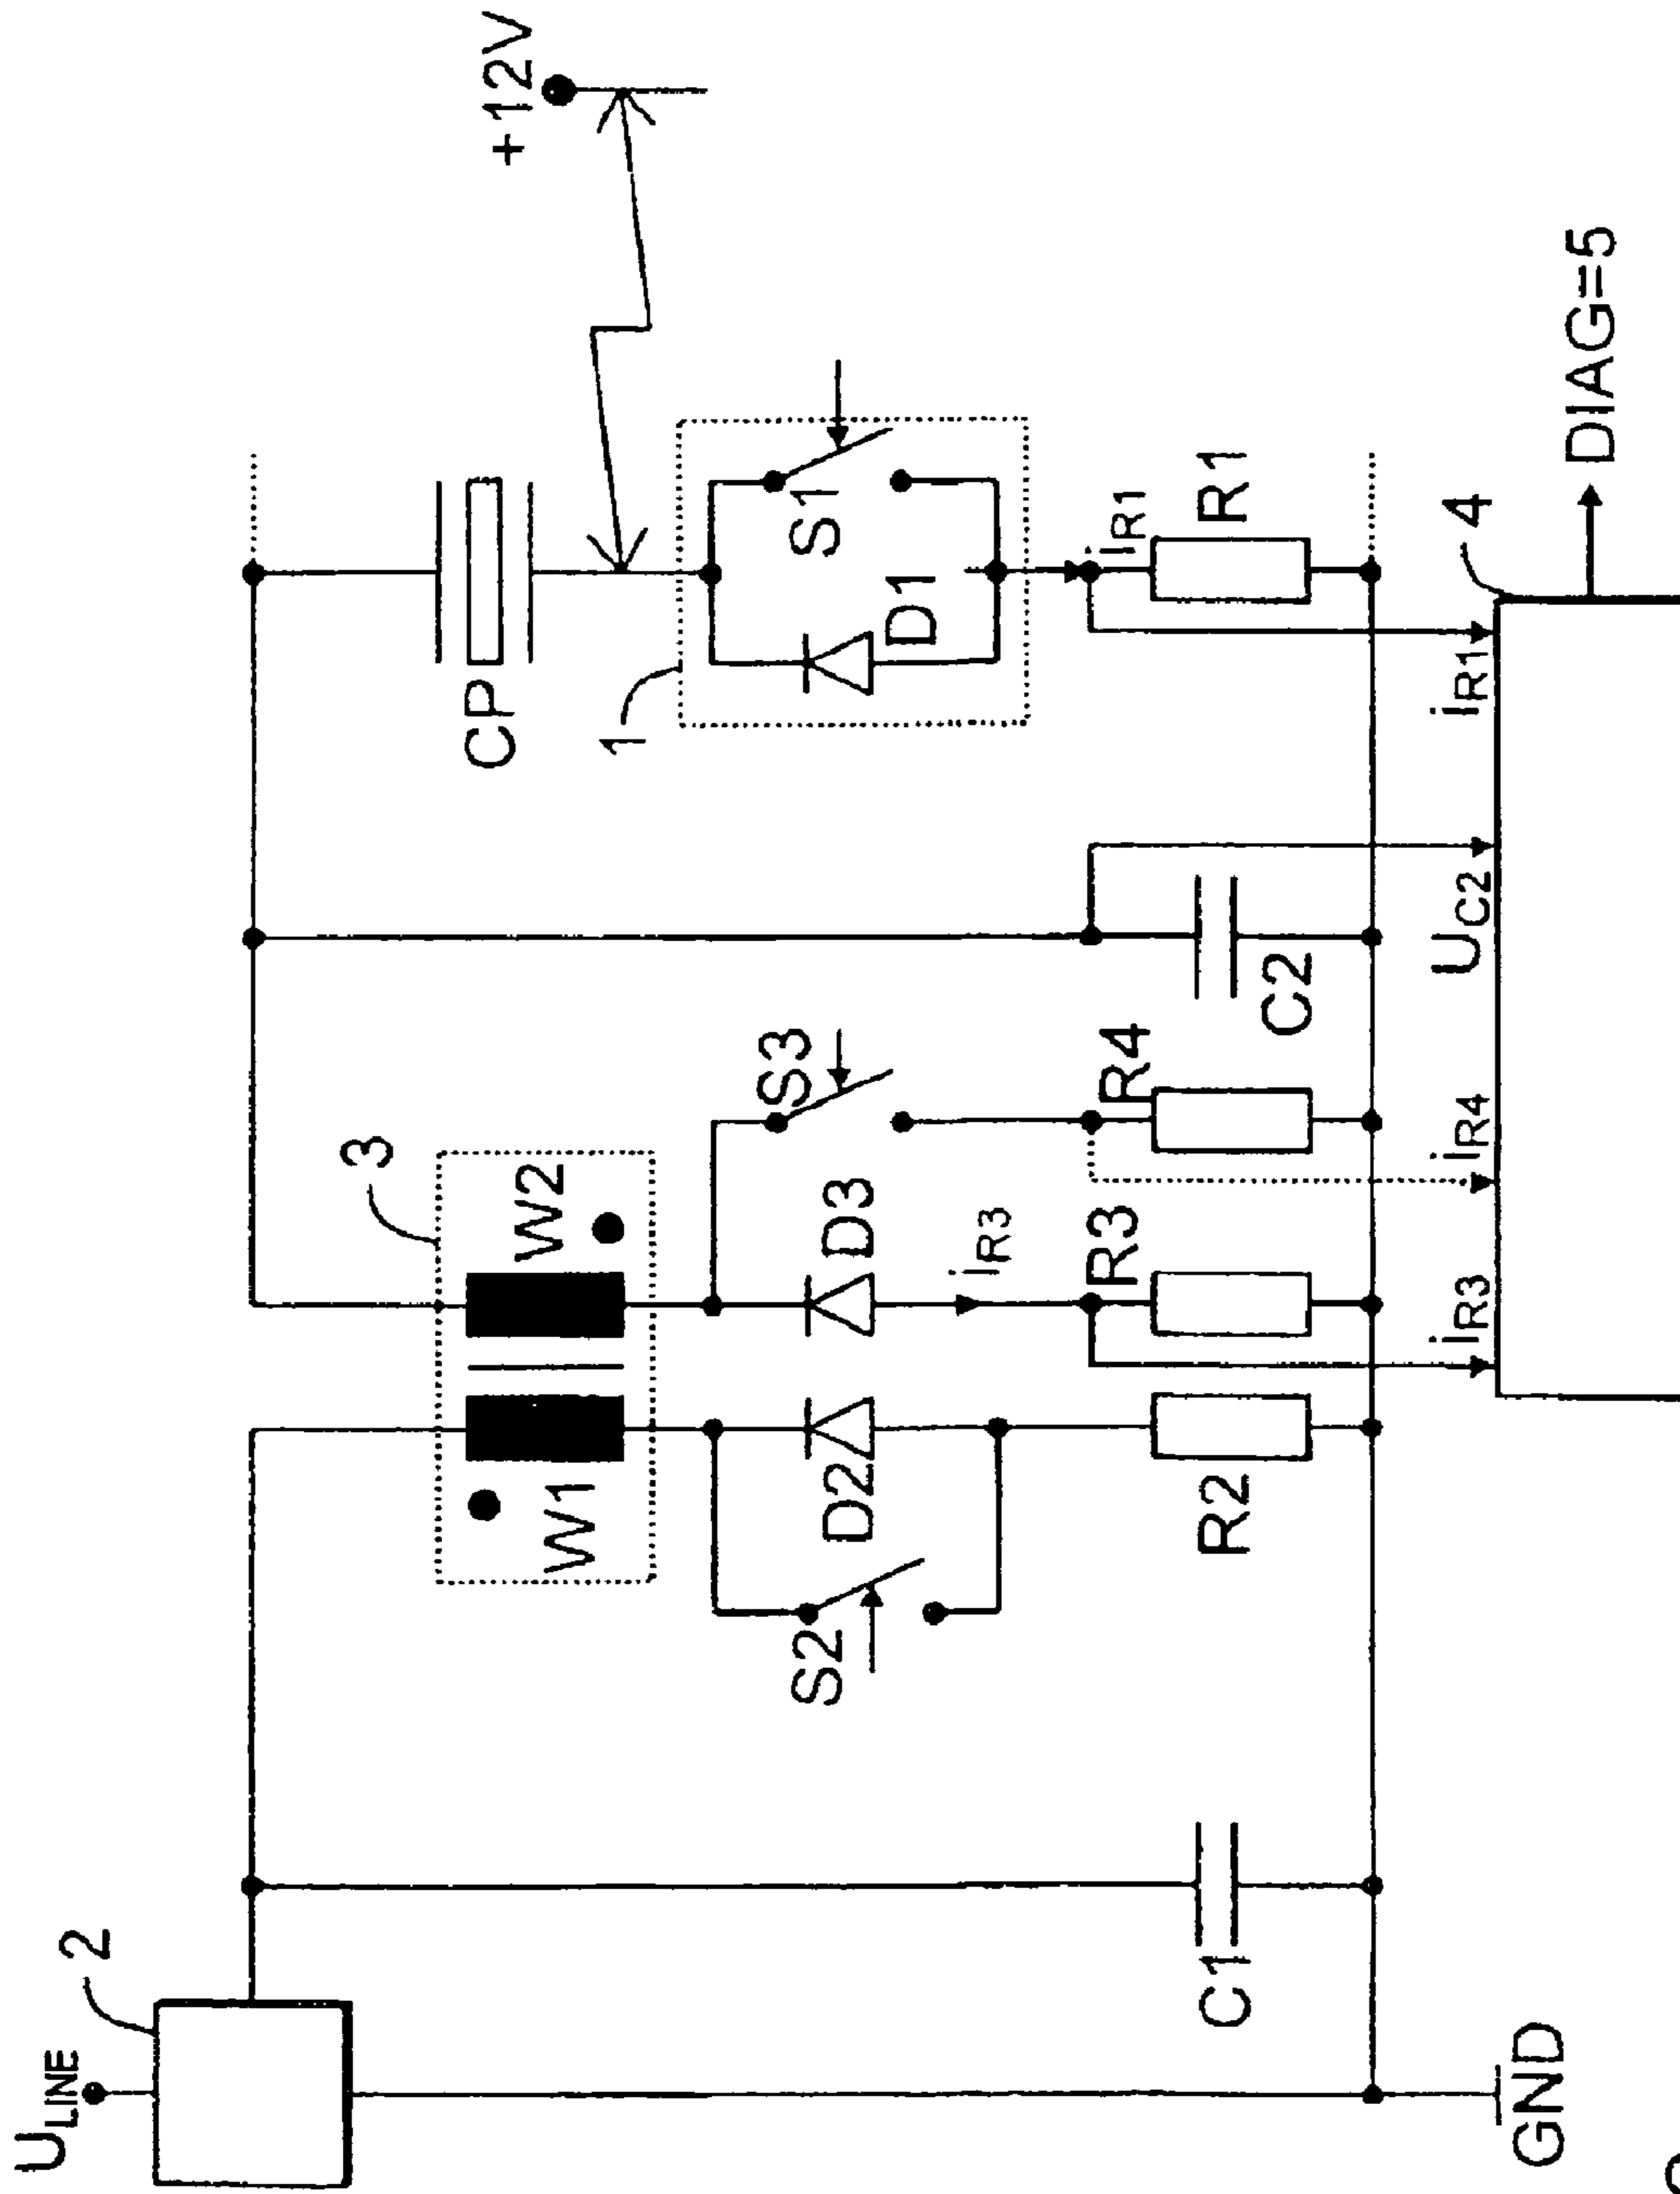 U_LINE
2
+12V
3
W1
W2
CP
1
S2
D2
D3
S3
D1
S1
i_R3
i_R1
C1
R2
R3
R4
C2
R1
GND
i_R3
i_R4
U_C2
i_R1
4
DIAG=5